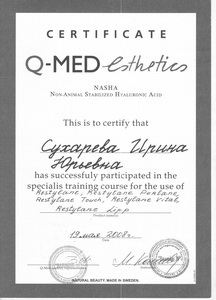 CERTIFICATE
Q-MED Esthetics
NASHA
NON-ANIMAL STABILIZED HYALURONIC ACID
This is to certify that
Сухарева Ирина
Юрьевна
has successfuly participated in the
specialis training course for the use of
Restylane, Restylane Perlane,
Restylane Touch, Restylane Vital,
Restylane Lipp
19 мая 2008г.
NATURAL BEAUTY MADE IN SWEDEN